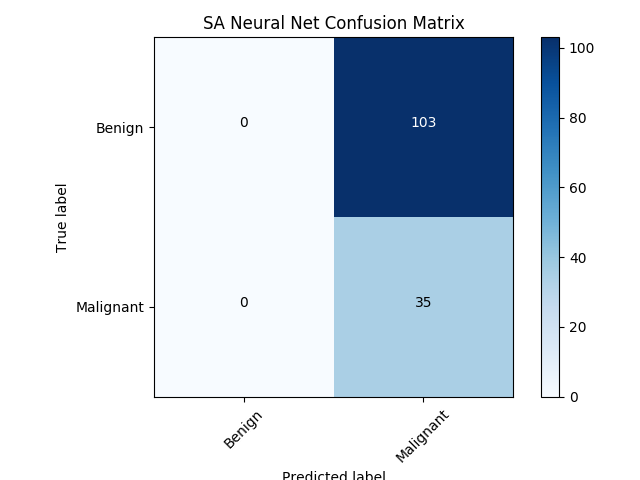 SA Neural Net Confusion Matrix
True label
Benign
0
103
Malignant
0
35
Benign
Malignant
Predicted label
100
80
60
40
20
0